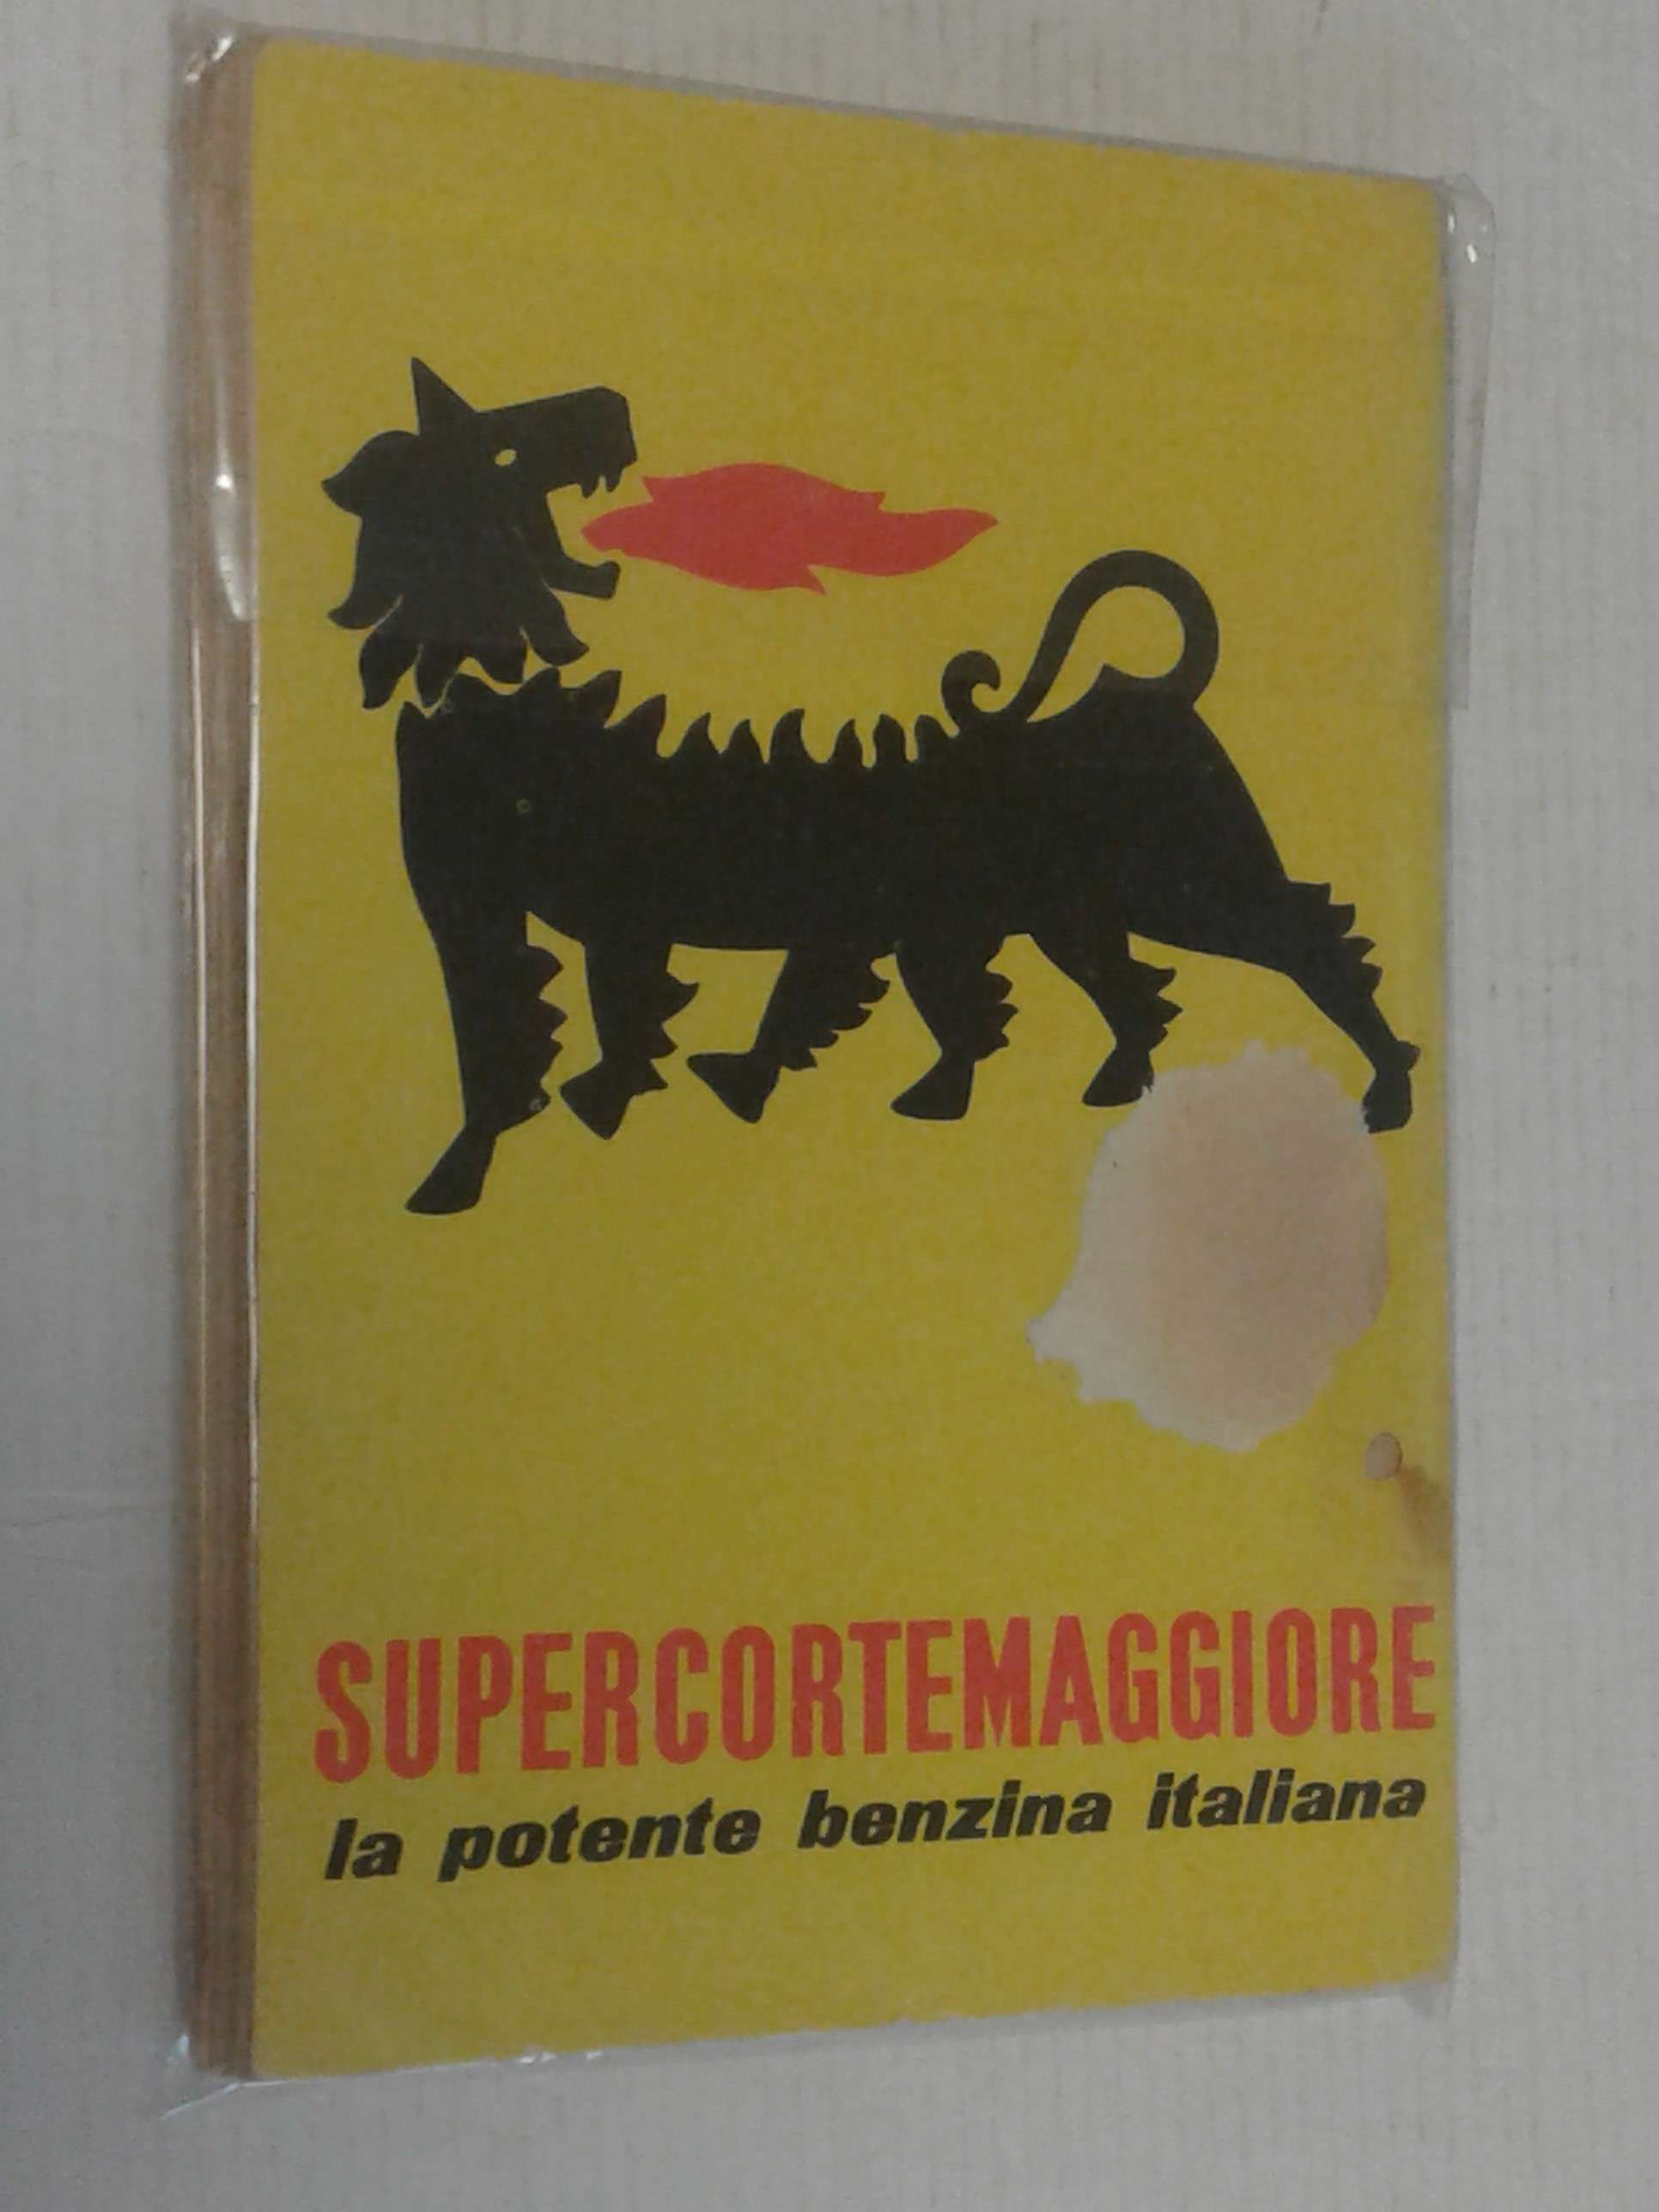 SUPERCORTEMAGGIORE
la potente benzina italiana